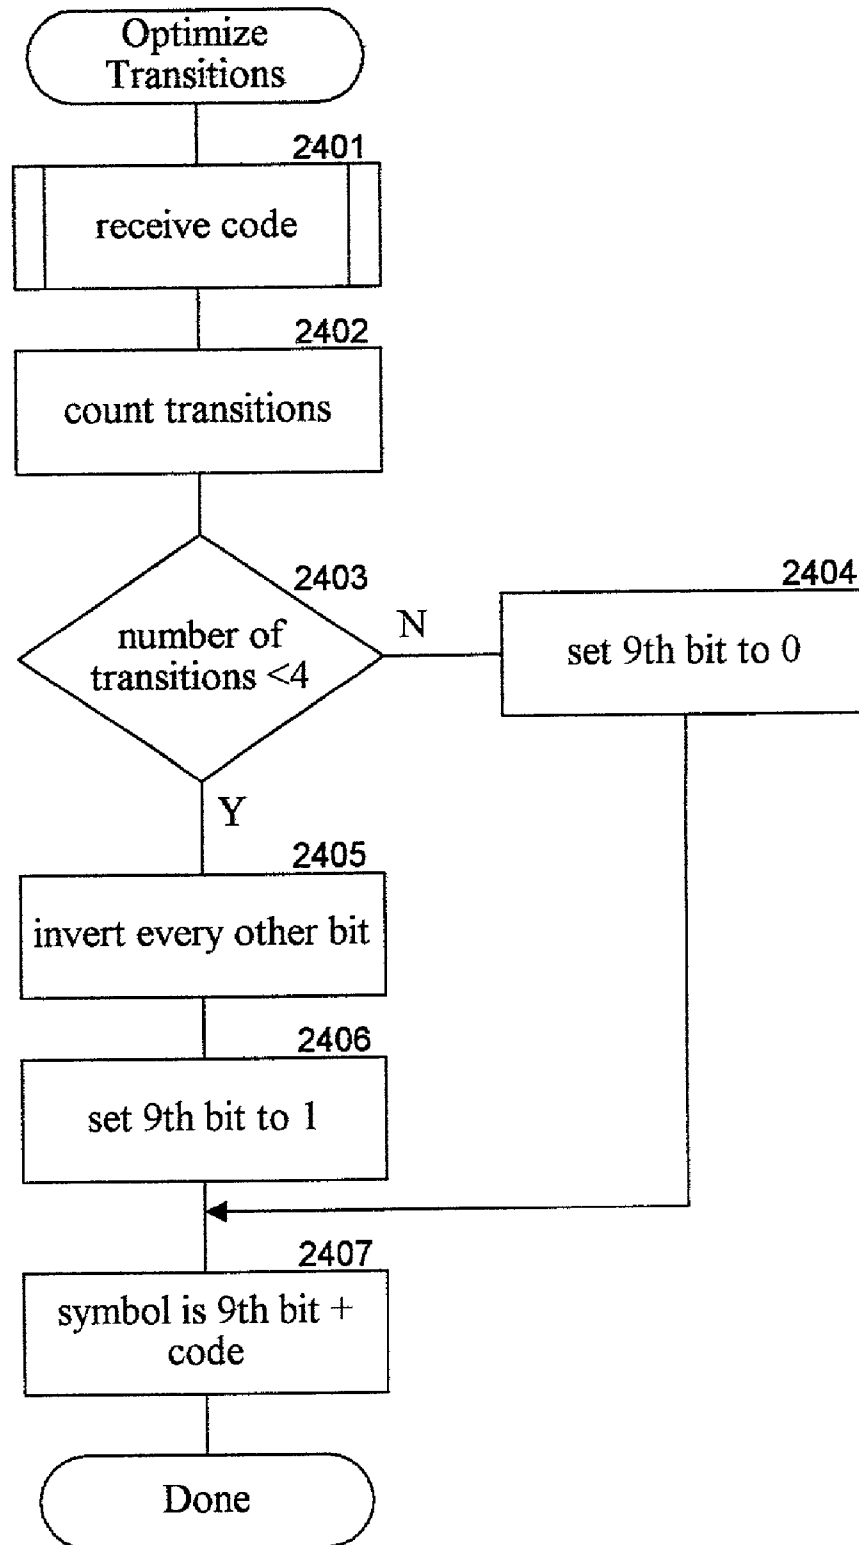 Optimize
Transitions
2401
receive code
2402
count transitions
2403
number of
transitions <4
N
2404
set 9th bit to 0
Y
2405
invert every other bit
2406
set 9th bit to 1
2407
symbol is 9th bit +
code
Done